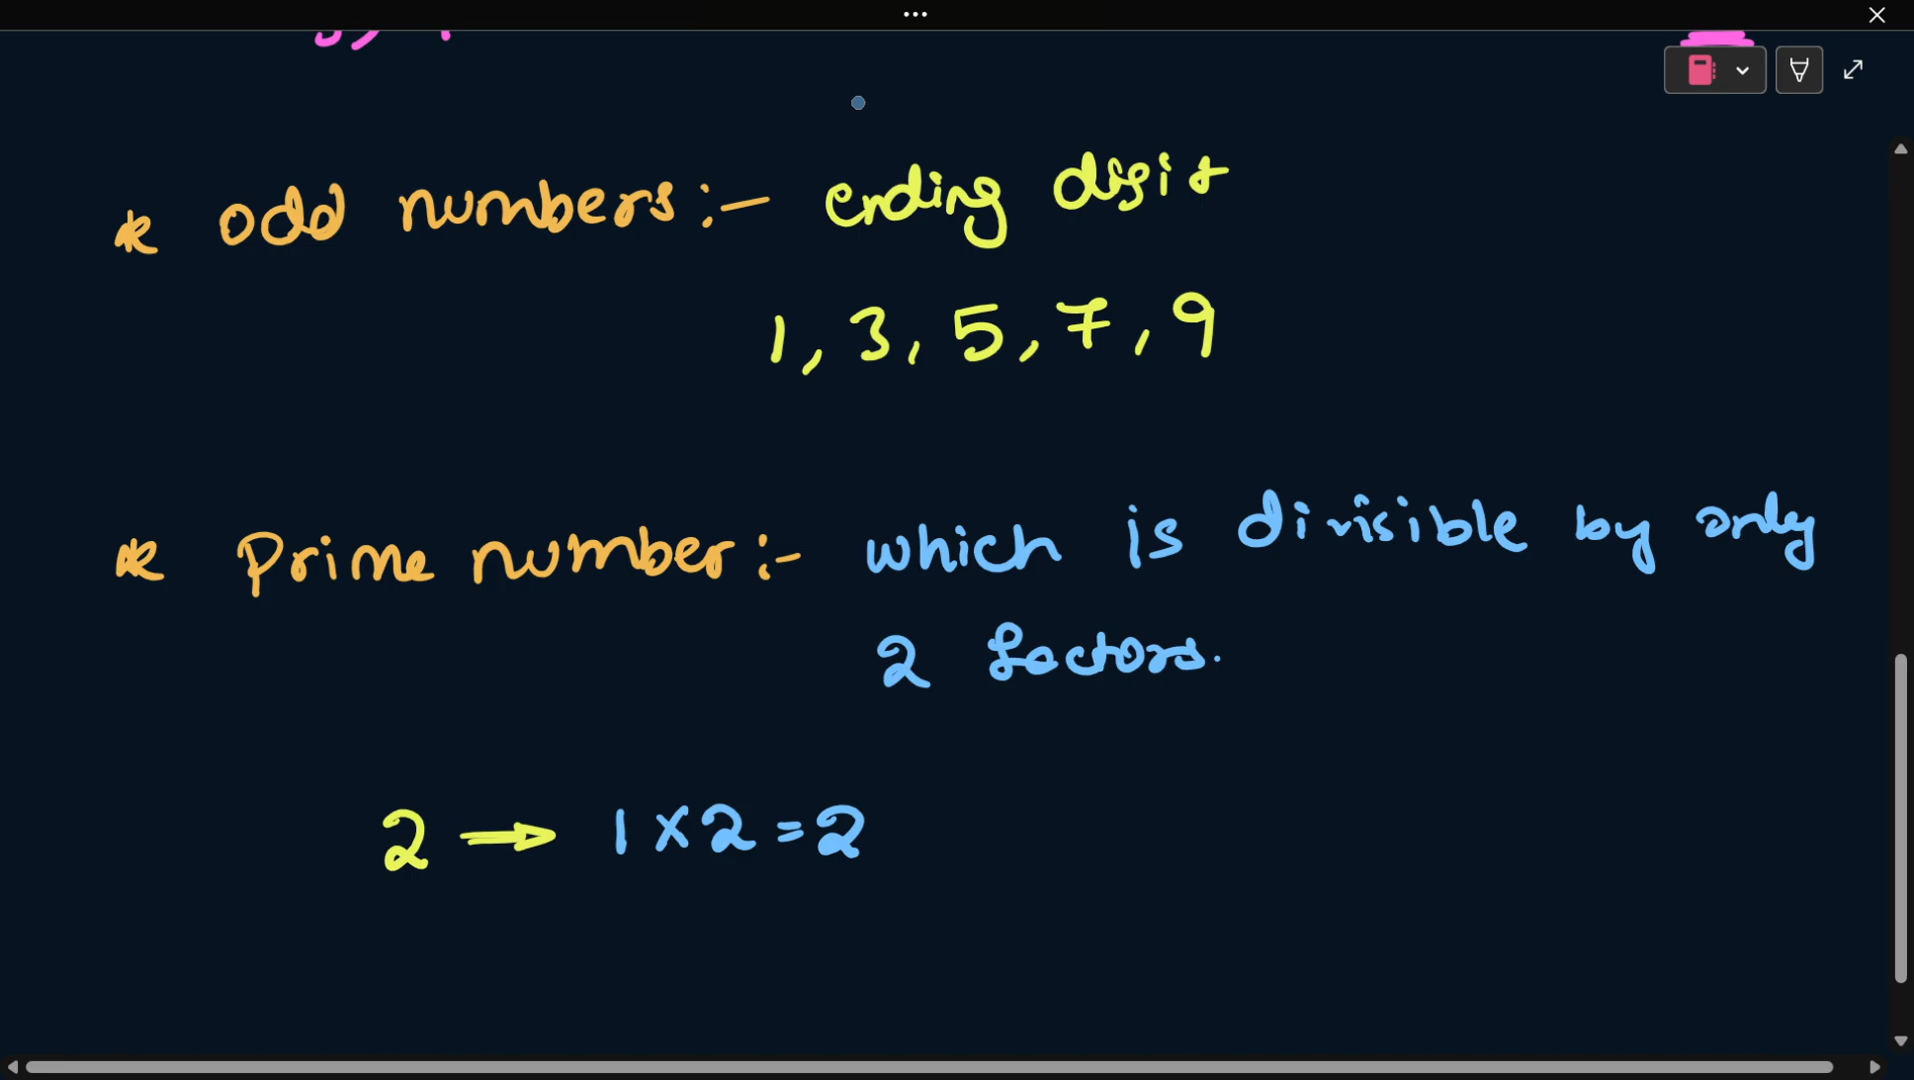 * odd numbers:- ending digit
1, 3, 5, 7, 9
* Prime number:- which is divisible by only
2 factors.
2 → 1 × 2 = 2